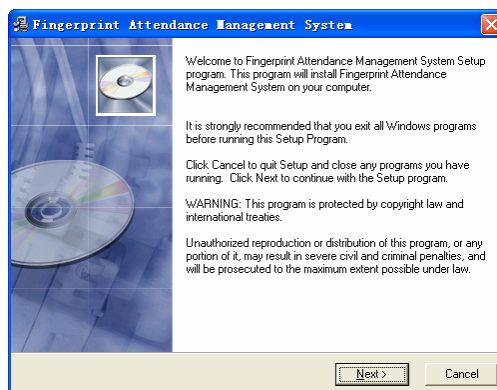 Fingerprint Attendance Management System
Welcome to Fingerprint Attendance Management System Setup
program. This program will install Fingerprint Attendance
Management System on your computer.
It is strongly recommended that you exit all Windows programs
before running this Setup Program.
Click Cancel to quit Setup and close any programs you have
running. Click Next to continue with the Setup program.
WARNING: This program is protected by copyright law and
international treaties.
Unauthorized reproduction or distribution of this program, or any
portion of it, may result in severe civil and criminal penalties, and
will be prosecuted to the maximum extent possible under law.
Next > Cancel